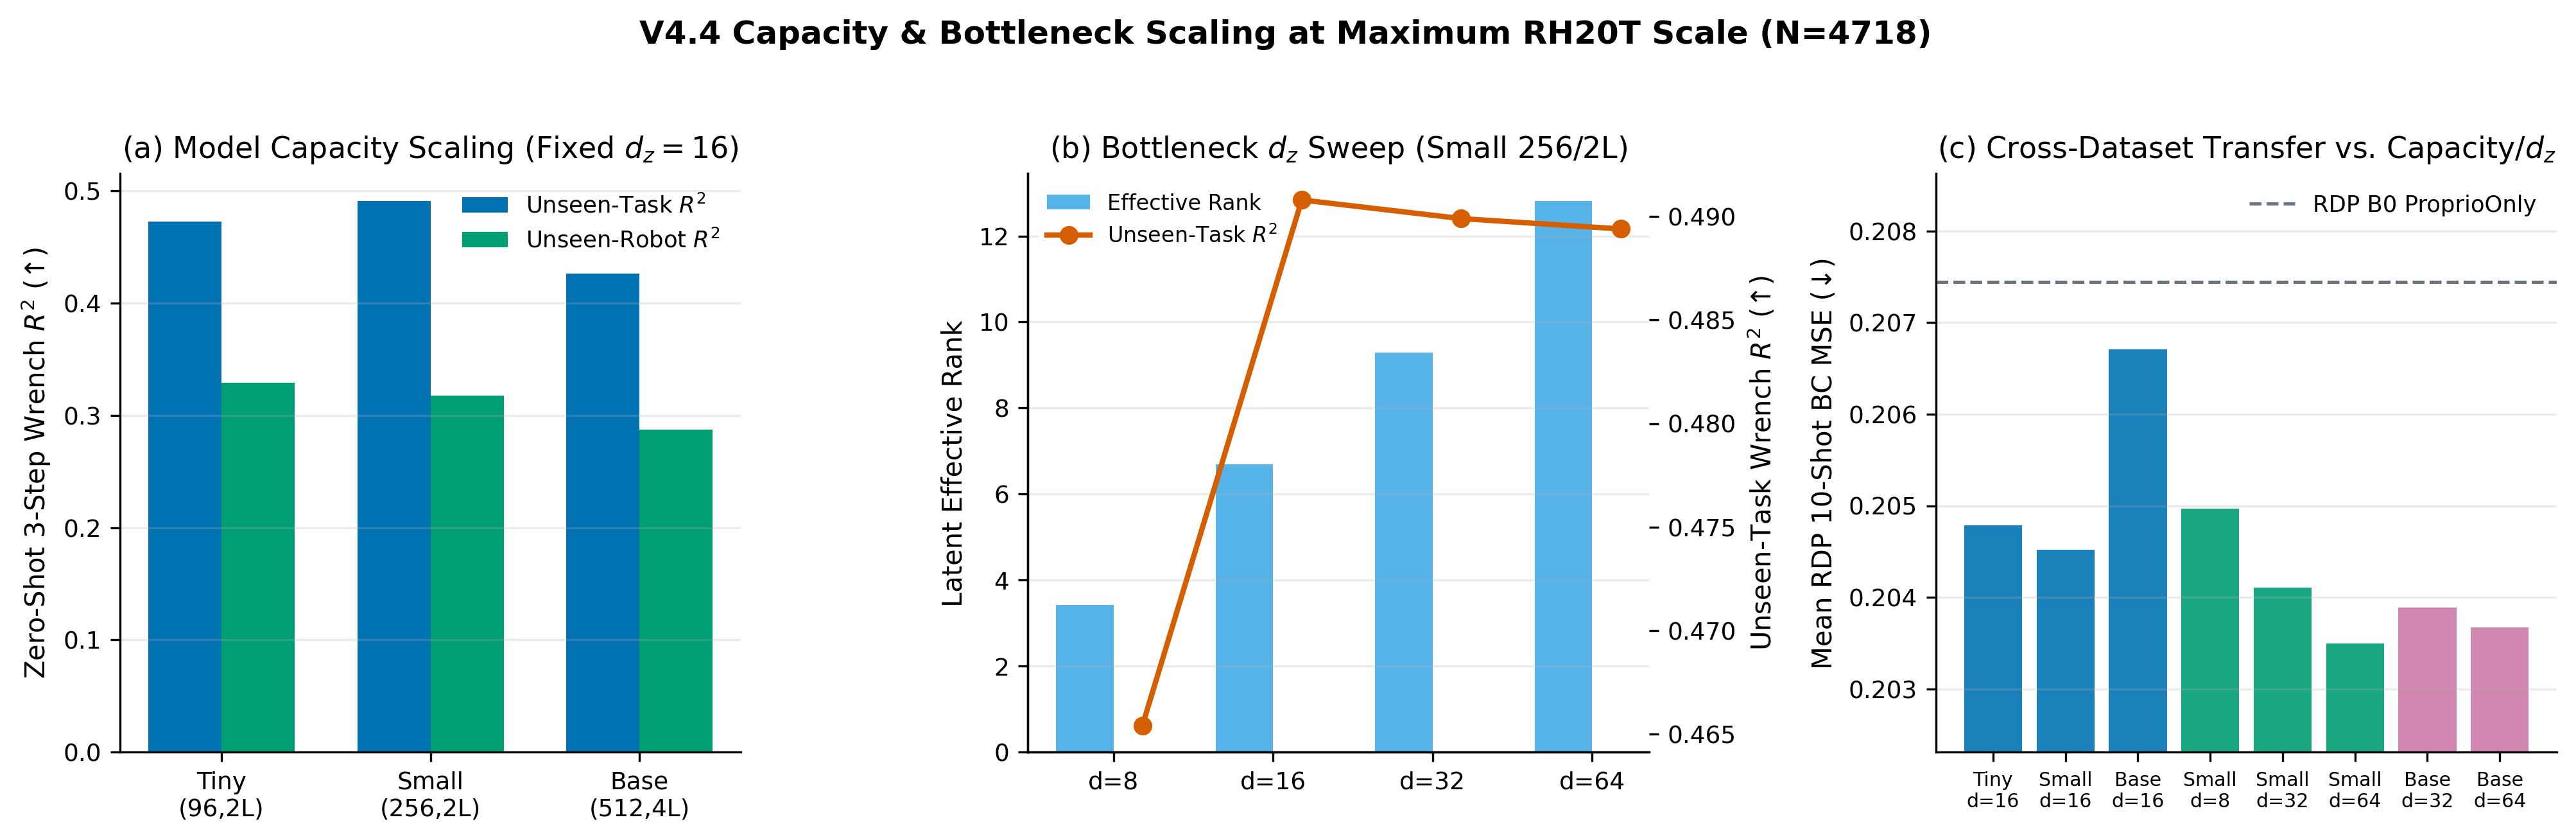 V4.4 Capacity & Bottleneck Scaling at Maximum RH20T Scale (N=4718)
(a) Model Capacity Scaling (Fixed $d_z = 16$)
Zero-Shot 3-Step Wrench $R^2$ (↑)
0.5
0.4
0.3
0.2
0.1
0.0
Unseen-Task $R^2$
Unseen-Robot $R^2$
Tiny
(96,2L)
Small
(256,2L)
Base
(512,4L)
(b) Bottleneck $d_z$ Sweep (Small 256/2L)
Latent Effective Rank
12
10
8
6
4
2
0
Effective Rank
Unseen-Task $R^2$
d=8
d=16
d=32
d=64
0.490
0.485
0.480
0.475
0.470
0.465
Unseen-Task Wrench $R^2$ (↑)
(c) Cross-Dataset Transfer vs. Capacity/$d_z$
Mean RDP 10-Shot BC MSE (↓)
0.208
0.207
0.206
0.205
0.204
0.203
RDP B0 ProprioOnly
Tiny
d=16
Small
d=16
Base
d=16
Small
d=8
Small
d=32
Small
d=64
Base
d=32
Base
d=64